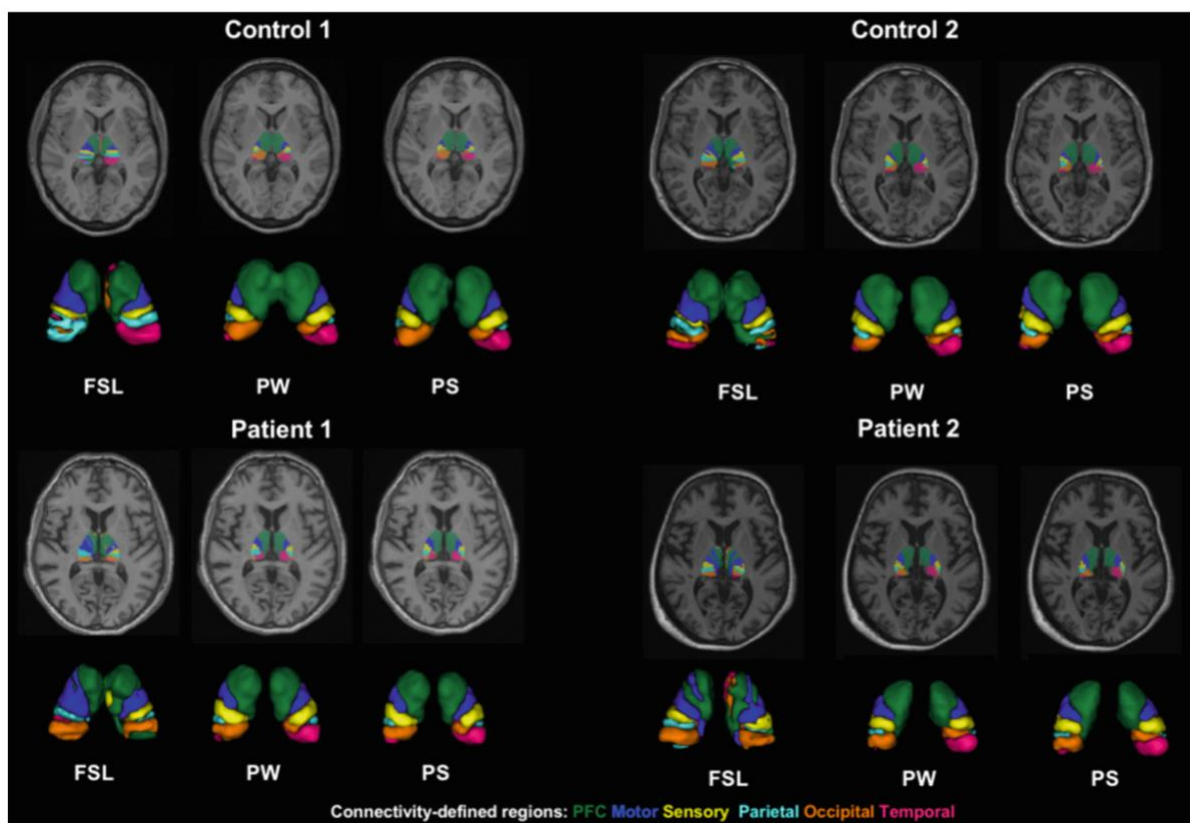 Control 1
Control 2
FSL PW PS
FSL PW PS
Patient 1
Patient 2
FSL PW PS
FSL PW PS
Connectivity-defined regions: PFC Motor Sensory Parietal Occipital Temporal